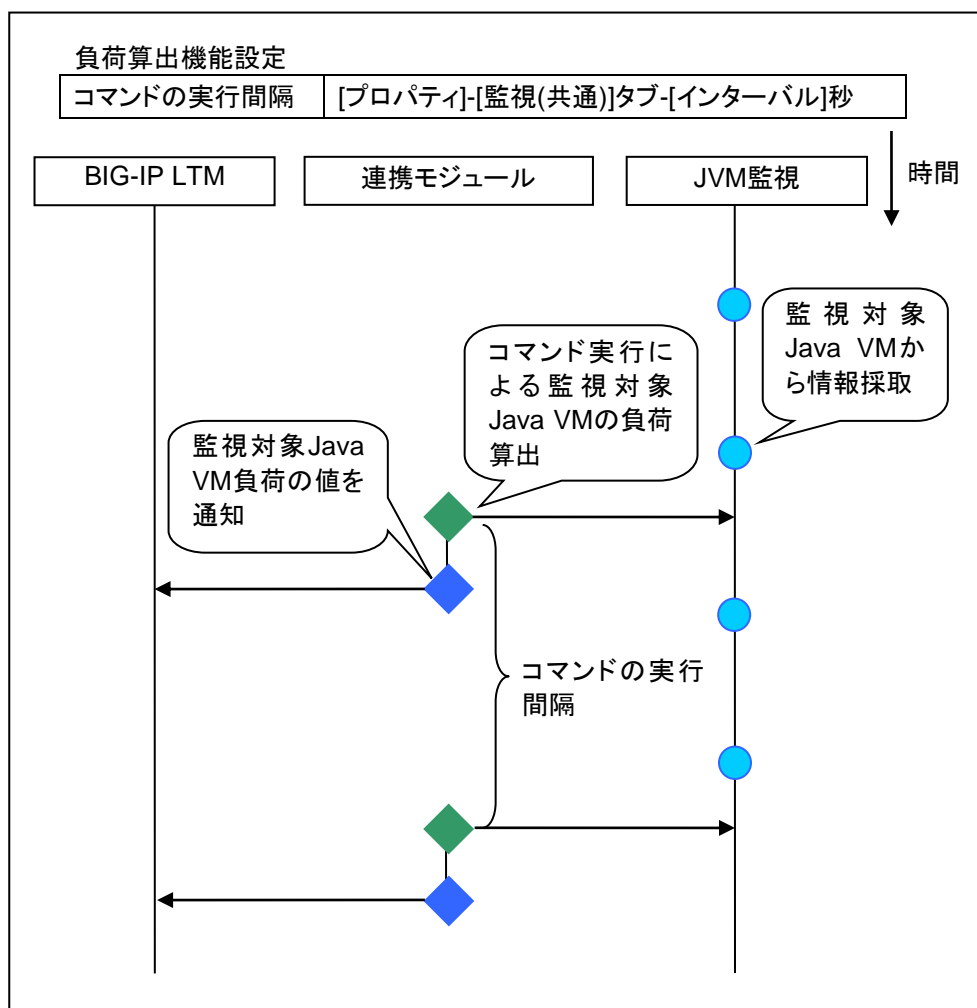 負荷算出機能設定
コマンドの実行間隔
[プロパティ]-[監視(共通)]タブ-[インターバル]秒
BIG-IP LTM
連携モジュール
JVM監視
時間
監視対象
Java VMか
ら情報採取
コマンド実行に
よる監視対象
Java VMの負荷
算出
監視対象Java
VM負荷の値を
通知
コマンドの実行
間隔